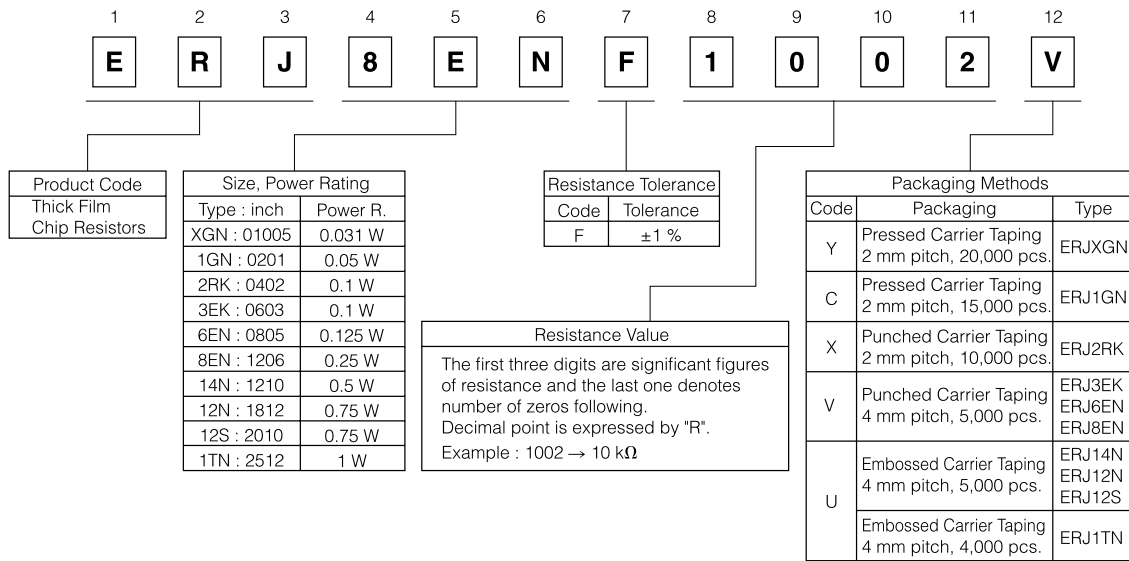 1 2 3 4 5 6 7 8 9 10 11 12
E R J 8 E N F 1 0 0 2 V
Product Code
Thick Film
Chip Resistors
Size, Power Rating
Type : inch Power R.
XGN : 01005 0.031 W
1GN : 0201 0.05 W
2RK : 0402 0.1 W
3EK : 0603 0.1 W
6EN : 0805 0.125 W
8EN : 1206 0.25 W
14N : 1210 0.5 W
12N : 1812 0.75 W
12S : 2010 0.75 W
1TN : 2512 1 W
Resistance Tolerance
Code Tolerance
F ±1 %
Resistance Value
The first three digits are significant figures
of resistance and the last one denotes
number of zeros following.
Decimal point is expressed by "R".
Example : 1002 → 10 kΩ
Packaging Methods
Code Packaging Type
Y Pressed Carrier Taping
2 mm pitch, 20,000 pcs. ERJXGN
C Pressed Carrier Taping
2 mm pitch, 15,000 pcs. ERJ1GN
X Punched Carrier Taping
2 mm pitch, 10,000 pcs. ERJ2RK
V Punched Carrier Taping
4 mm pitch, 5,000 pcs.
ERJ3EK
ERJ6EN
ERJ8EN
U Embossed Carrier Taping
4 mm pitch, 5,000 pcs.
ERJ14N
ERJ12N
ERJ12S
Embossed Carrier Taping
4 mm pitch, 4,000 pcs. ERJ1TN